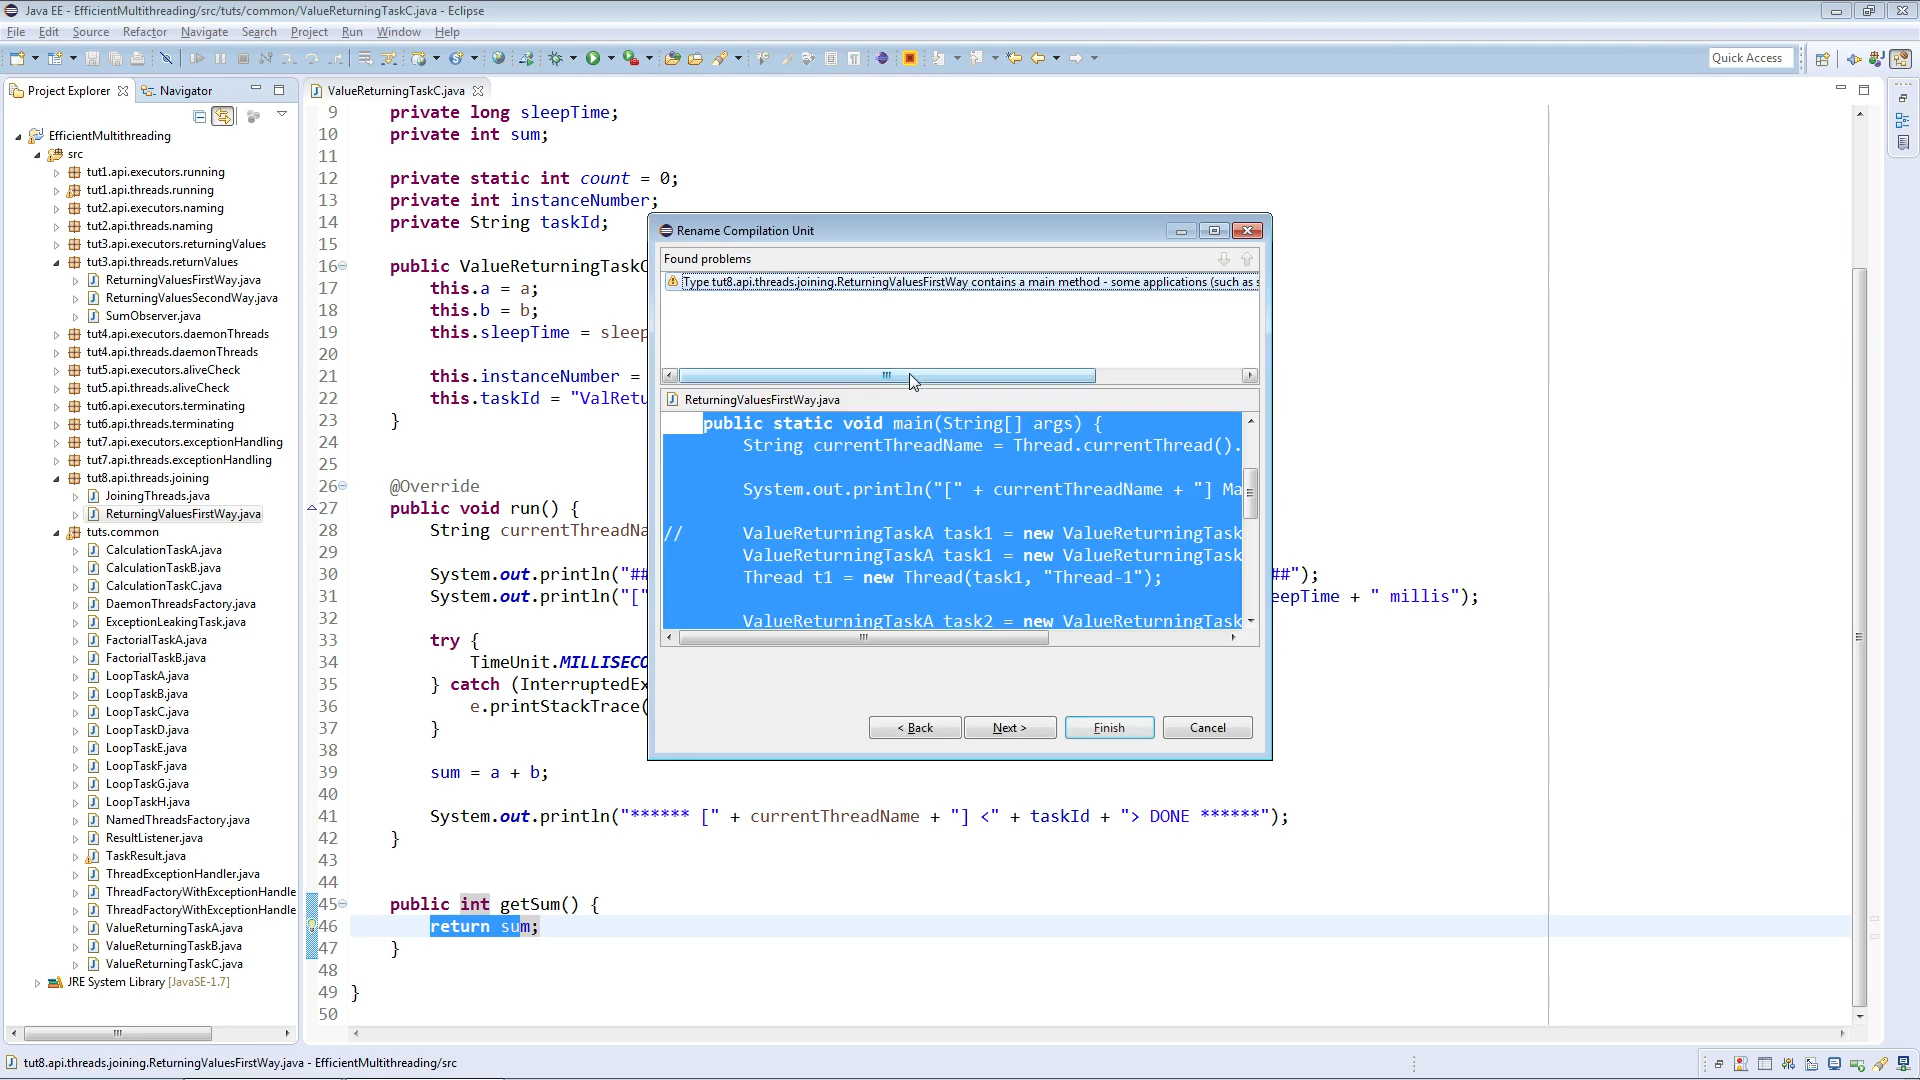 Java EE - EfficientMultithreading/src/tuts/common/ValueReturningTaskC.java - Eclipse
File Edit Source Refactor Navigate Search Project Run Window Help
Quick Access
Project Explorer
Navigator
EfficientMultithreading
src
tut1.api.executors.running
tut1.api.threads.running
tut2.api.executors.naming
tut2.api.threads.naming
tut3.api.executors.returningValues
tut3.api.threads.returnValues
ReturningValuesFirstWay.java
ReturningValuesSecondWay.java
SumObserver.java
tut4.api.executors.daemonThreads
tut4.api.threads.daemonThreads
tut5.api.executors.aliveCheck
tut5.api.threads.aliveCheck
tut6.api.executors.terminating
tut6.api.threads.terminating
tut7.api.executors.exceptionHandling
tut7.api.threads.exceptionHandling
tut8.api.threads.joining
JoiningThreads.java
ReturningValuesFirstWay.java
tuts.common
CalculationTaskA.java
CalculationTaskB.java
CalculationTaskC.java
DaemonThreadsFactory.java
ExceptionLeakingTask.java
FactorialTaskA.java
FactorialTaskB.java
LoopTaskA.java
LoopTaskB.java
LoopTaskC.java
LoopTaskD.java
LoopTaskE.java
LoopTaskF.java
LoopTaskG.java
LoopTaskH.java
NamedThreadsFactory.java
ResultListener.java
TaskResult.java
ThreadExceptionHandler.java
ThreadFactoryWithExceptionHandle
ThreadFactoryWithExceptionHandle
ValueReturningTaskA.java
ValueReturningTaskB.java
ValueReturningTaskC.java
JRE System Library [JavaSE-1.7]
ValueReturningTaskC.java
9 private long sleepTime;
10 private int sum;
11
12 private static int count = 0;
13 private int instanceNumber;
14 private String taskId;
15
16 public ValueReturningTaskC
17 this.a = a;
18 this.b = b;
19 this.sleepTime = sleep
20
21 this.instanceNumber =
22 this.taskId = "ValRetu
23 }
24
25
26 @Override
27 public void run() {
28 String currentThreadNa
29
30 System.out.println("## ##");
31 System.out.println("[" eepTime + " millis");
32
33 try {
34 TimeUnit.MILLISECO
35 } catch (InterruptedEx
36 e.printStackTrace(
37 }
38
39 sum = a + b;
40
41 System.out.println("****** [" + currentThreadName + "] <" + taskId + "> DONE ******");
42 }
43
44
45 public int getSum() {
46 return sum;
47 }
48
49 }
50
Rename Compilation Unit
Found problems
Type tut8.api.threads.joining.ReturningValuesFirstWay contains a main method - some applications (such as s
ReturningValuesFirstWay.java
public static void main(String[] args) {
String currentThreadName = Thread.currentThread().
System.out.println("[" + currentThreadName + "] Ma
// ValueReturningTaskA task1 = new ValueReturningTask
ValueReturningTaskA task1 = new ValueReturningTask
Thread t1 = new Thread(task1, "Thread-1");
ValueReturningTaskA task2 = new ValueReturningTask
< Back Next > Finish Cancel
tut8.api.threads.joining.ReturningValuesFirstWay.java - EfficientMultithreading/src